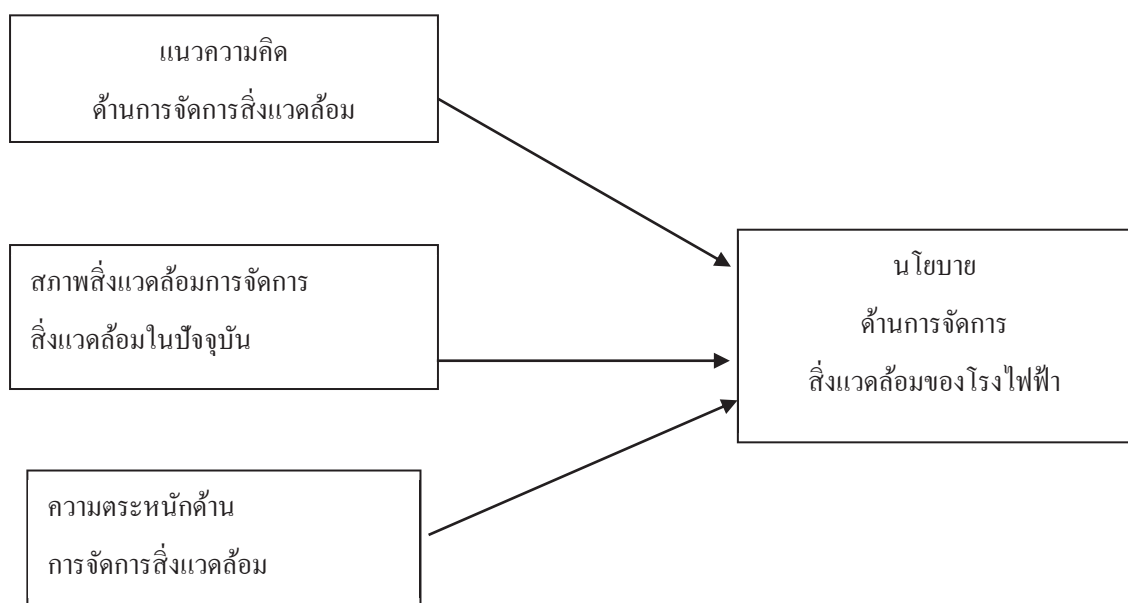 แนวความคิด
ด้านการจัดการสิ่งแวดล้อม
สภาพสิ่งแวดล้อมการจัดการ
สิ่งแวดล้อมในปัจจุบัน
ความตระหนักด้าน
การจัดการสิ่งแวดล้อม
นโยบาย
ด้านการจัดการ
สิ่งแวดล้อมของโรงไฟฟ้า